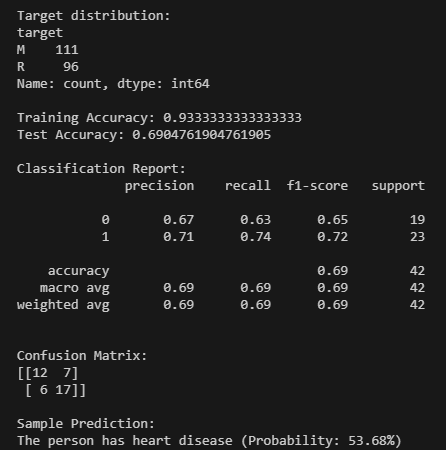 Target distribution:
target
M    111
R     96
Name: count, dtype: int64

Training Accuracy: 0.9333333333333333
Test Accuracy: 0.6904761904761905

Classification Report:
              precision    recall  f1-score   support

           0       0.67      0.63      0.65        19
           1       0.71      0.74      0.72        23

    accuracy                           0.69        42
   macro avg       0.69      0.69      0.69        42
weighted avg       0.69      0.69      0.69        42


Confusion Matrix:
[[12  7]
 [ 6 17]]

Sample Prediction:
The person has heart disease (Probability: 53.68%)